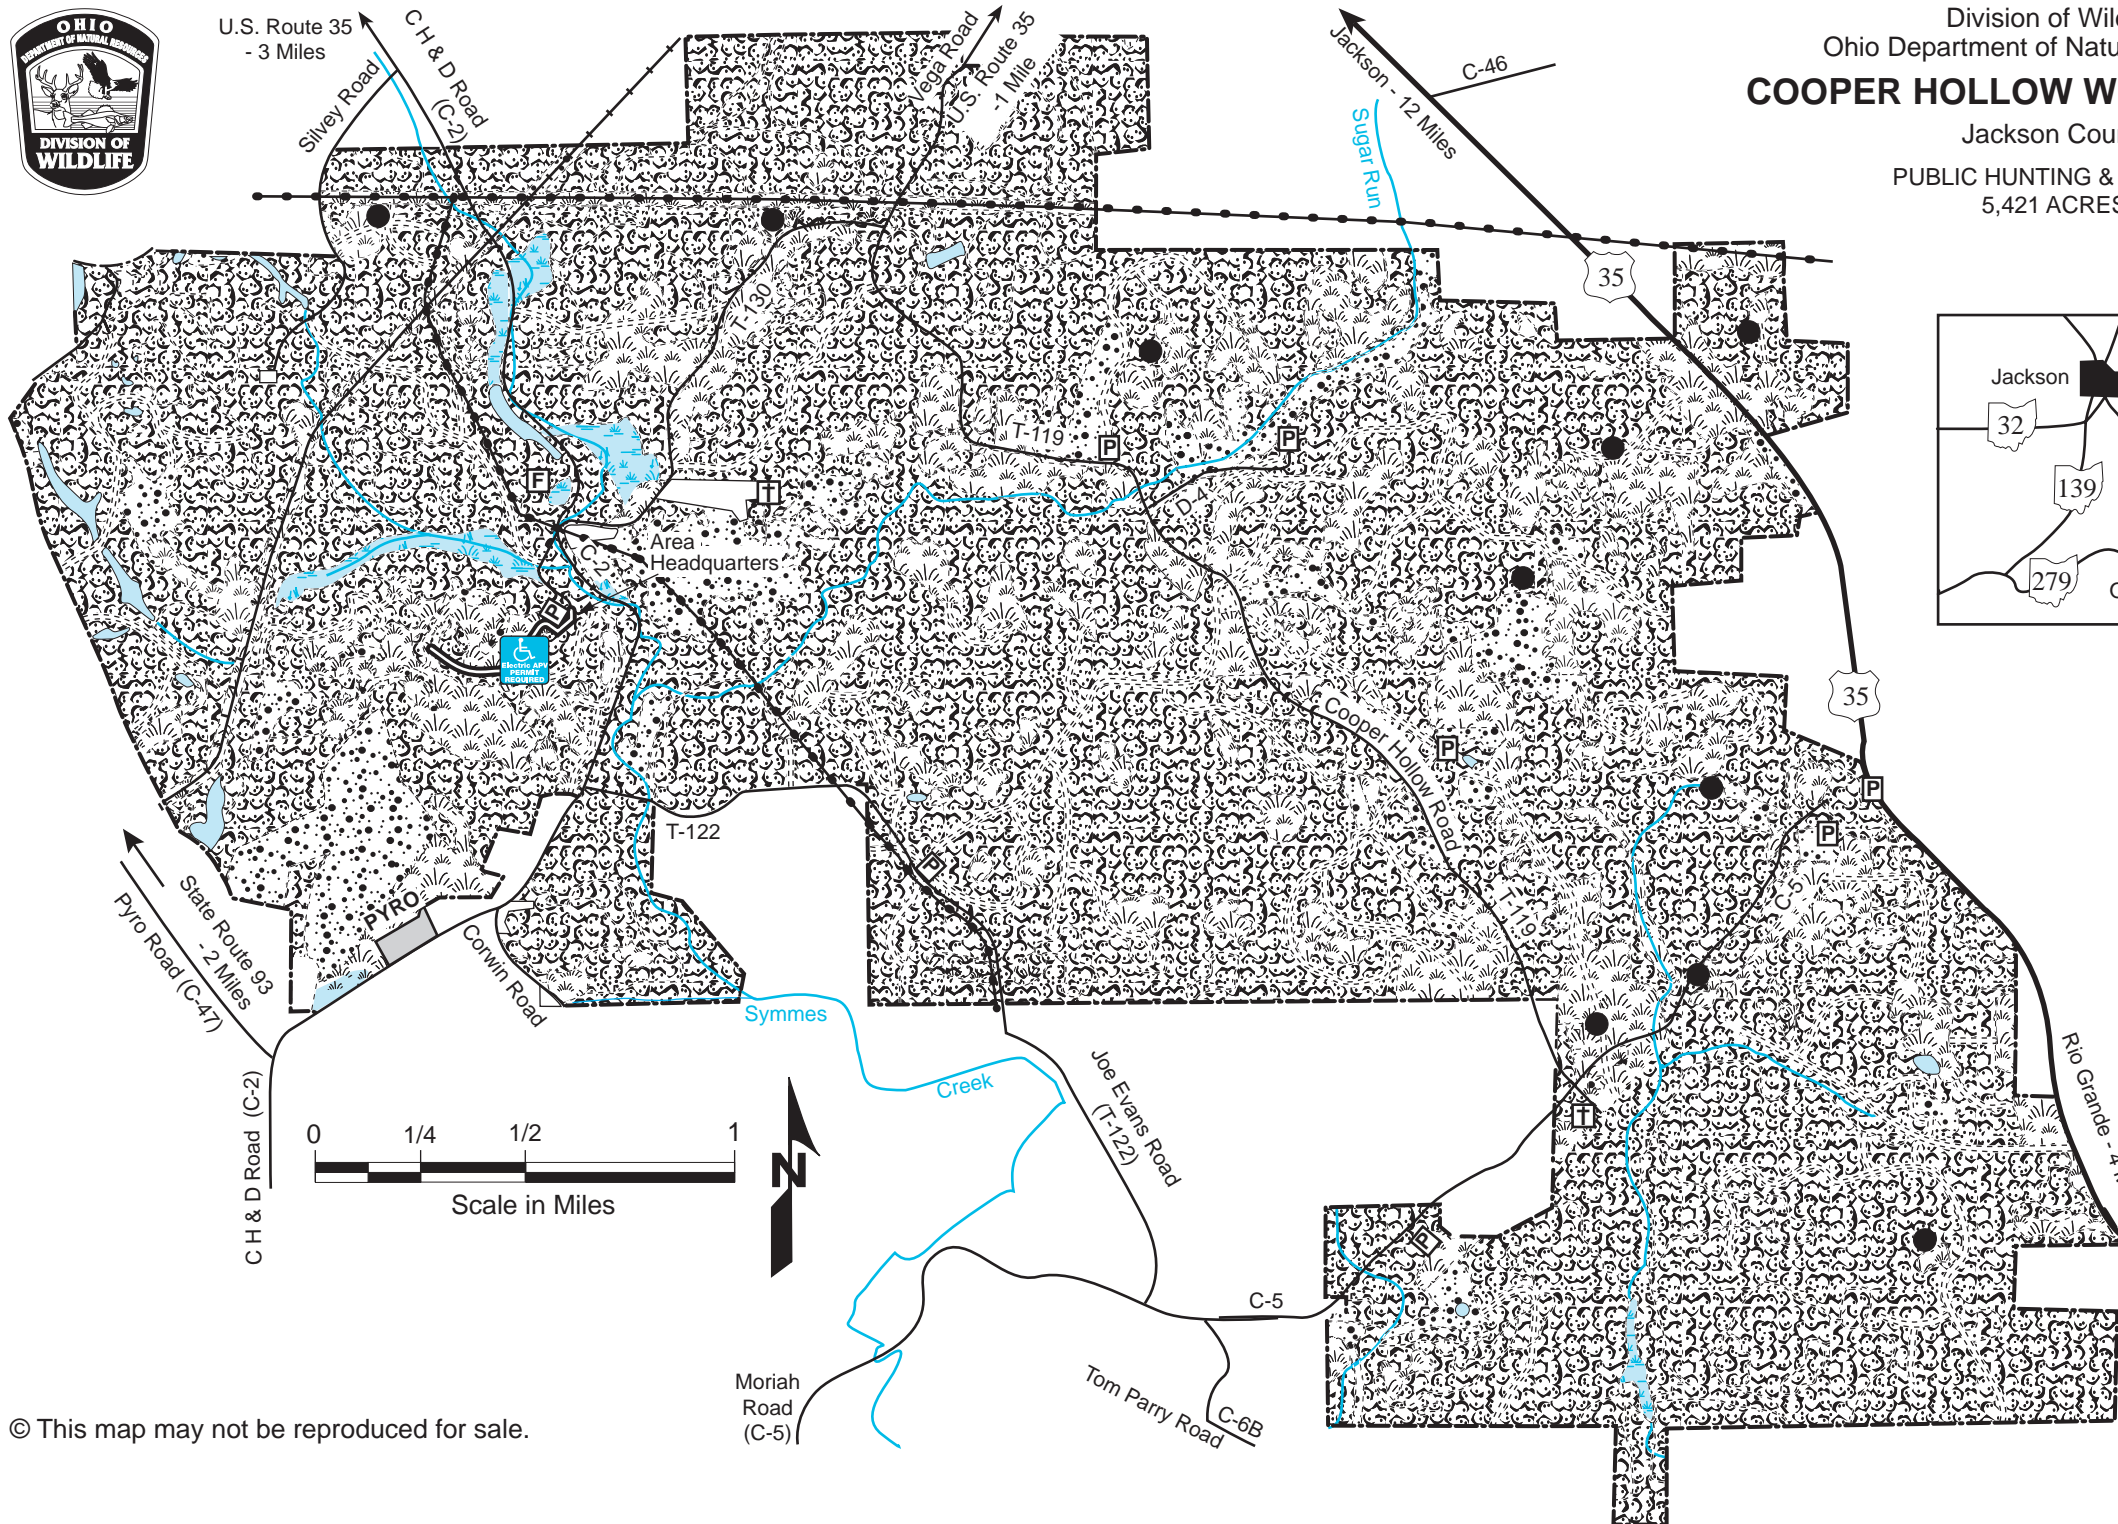 OHIO
DEPARTMENT OF NATURAL RESOURCES
DIVISION OF
WILDLIFE
U.S. Route 35
- 3 Miles
Silvey Road
C H & D Road
(C-2)
Vega Road
U.S. Route 35
-1 Mile
Jackson - 12 Miles
C-46
Sugar Run
Division of Wil
Ohio Department of Natu
COOPER HOLLOW W
Jackson Cou
PUBLIC HUNTING &
5,421 ACRES
35
Jackson
32
139
279
T-130
T-119
P
P
D-4
F
Area
Headquarters
C-2
P
Electric APV
PERMIT
REQUIRED
35
Cooper Hollow Road
P
P
P
T-122
P
C-5
T-119
PYRO
State Route 93
- 2 Miles
Pyro Road (C-47)
Corwin Road
Symmes
Creek
Joe Evans Road
(T-122)
Rio Grande - 4
C H & D Road (C-2)
0 1/4 1/2 1
Scale in Miles
N
P
C-5
Moriah
Road
(C-5)
Tom Parry Road
C-6B
© This map may not be reproduced for sale.